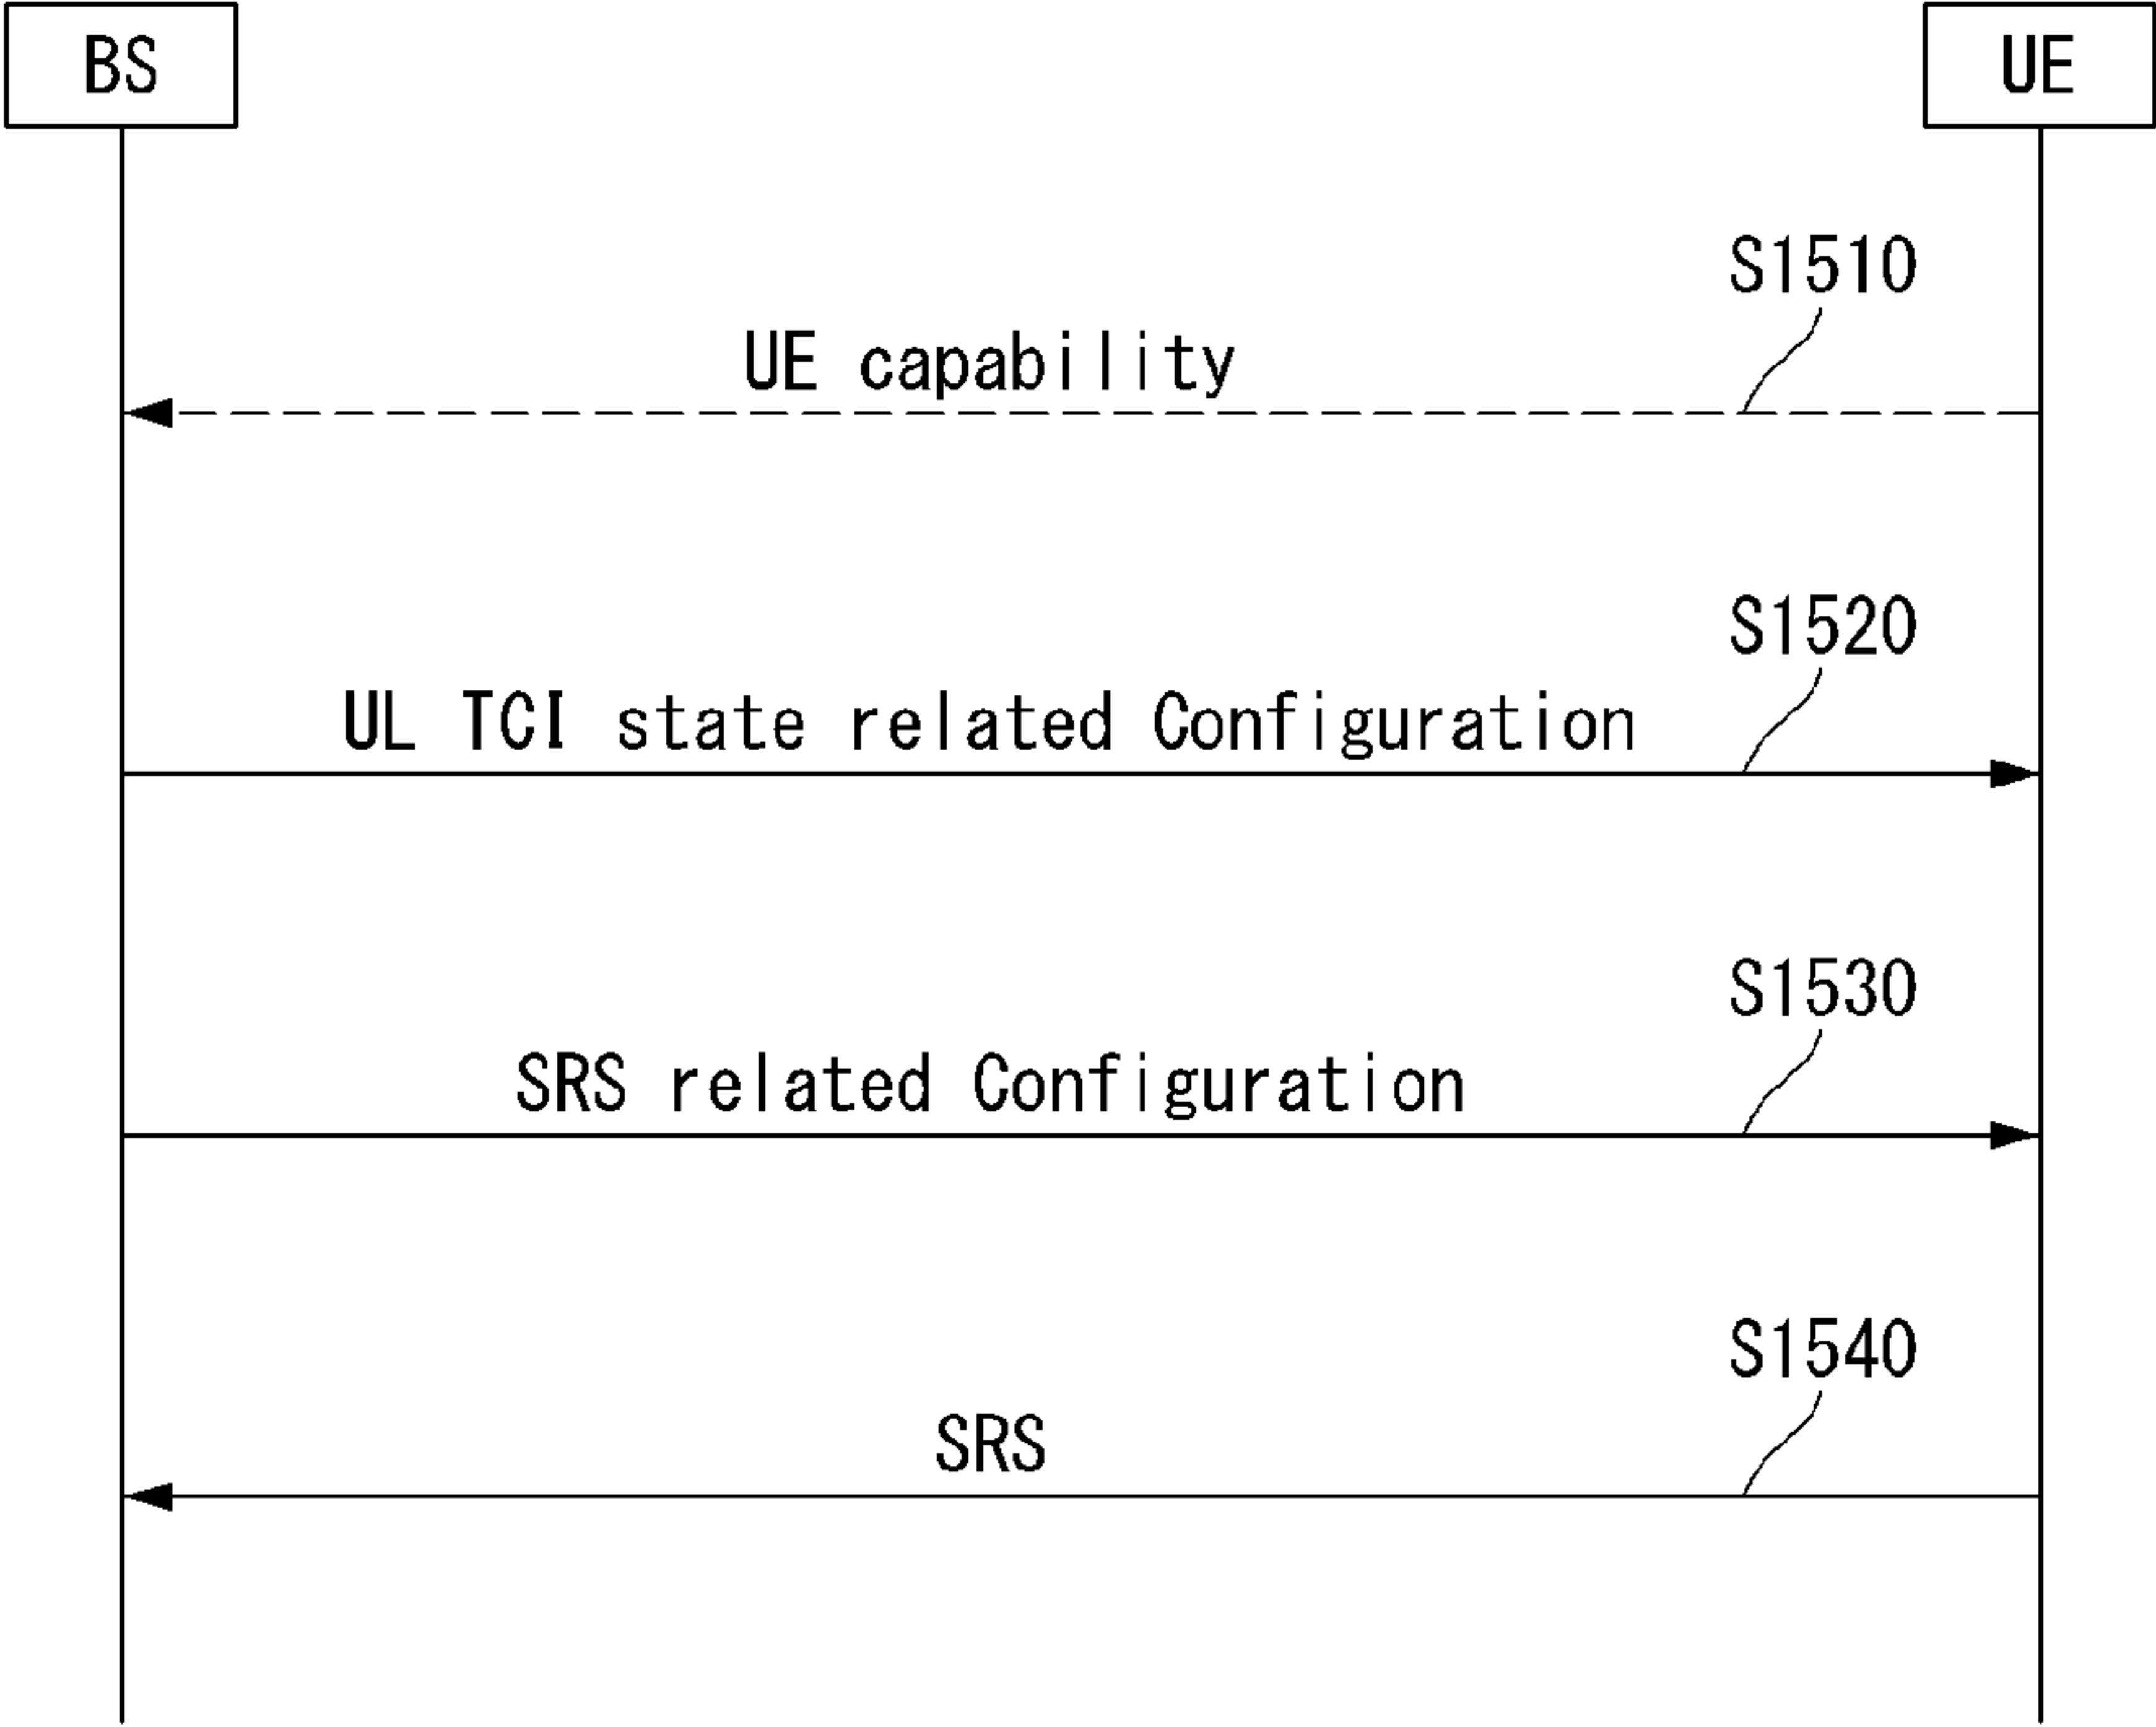 BS
UE
S1510
UE capability
S1520
UL TCI state related Configuration
S1530
SRS related Configuration
S1540
SRS